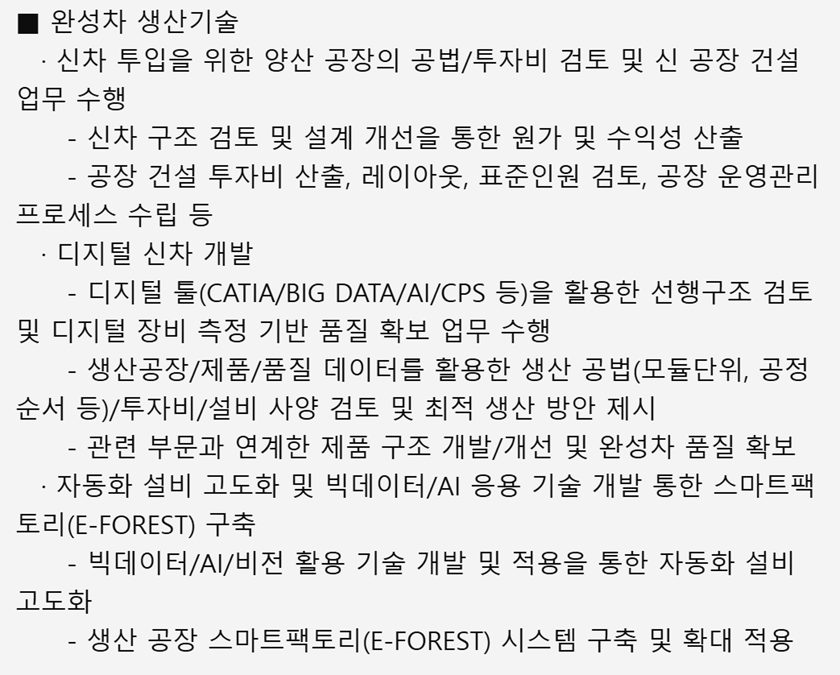 ■ 완성차 생산기술
· 신차 투입을 위한 양산 공장의 공법/투자비 검토 및 신 공장 건설
업무 수행
- 신차 구조 검토 및 설계 개선을 통한 원가 및 수익성 산출
- 공장 건설 투자비 산출, 레이아웃, 표준인원 검토, 공장 운영관리
프로세스 수립 등
· 디지털 신차 개발
- 디지털 툴(CATIA/BIG DATA/AI/CPS 등)을 활용한 선행구조 검토
및 디지털 장비 측정 기반 품질 확보 업무 수행
- 생산공장/제품/품질 데이터를 활용한 생산 공법(모듈단위, 공정
순서 등)/투자비/설비 사양 검토 및 최적 생산 방안 제시
- 관련 부문과 연계한 제품 구조 개발/개선 및 완성차 품질 확보
· 자동화 설비 고도화 및 빅데이터/AI 응용 기술 개발 통한 스마트팩
토리(E-FOREST) 구축
- 빅데이터/AI/비전 활용 기술 개발 및 적용을 통한 자동화 설비
고도화
- 생산 공장 스마트팩토리(E-FOREST) 시스템 구축 및 확대 적용